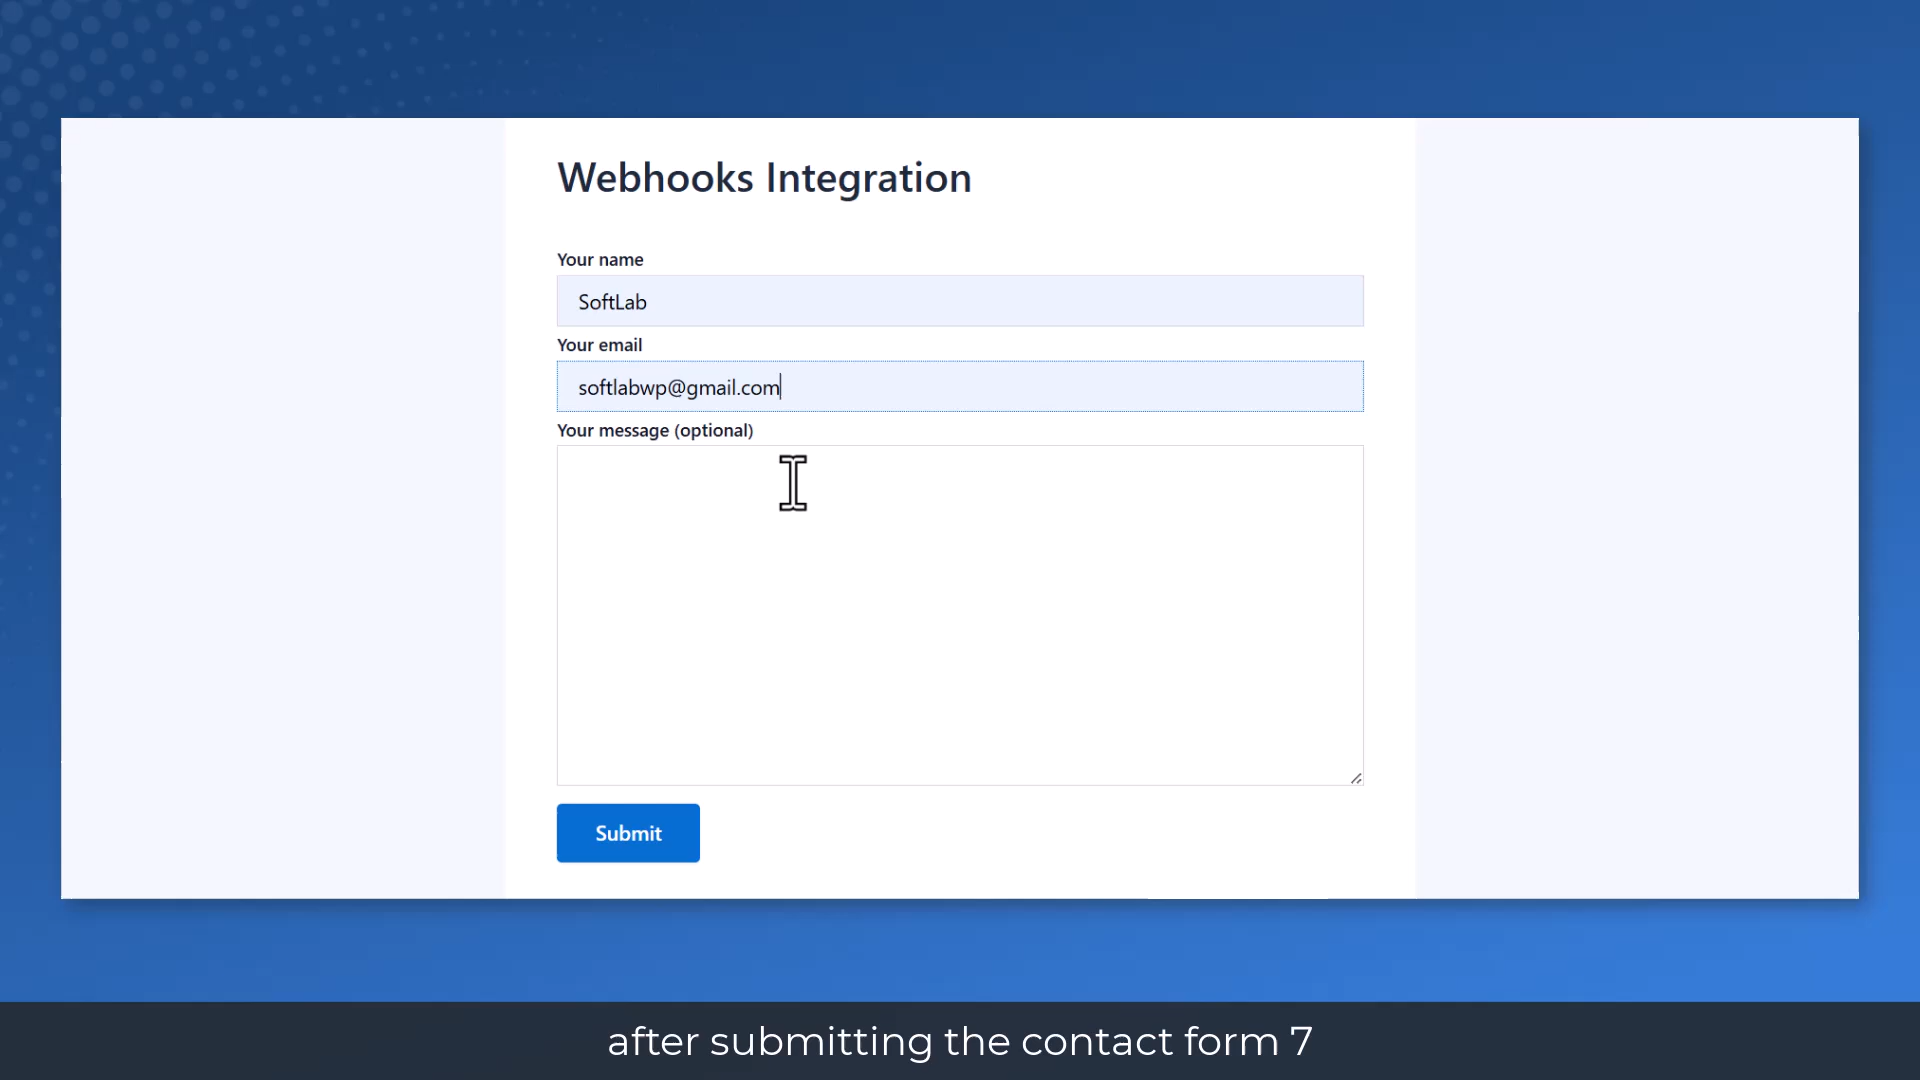 Webhooks Integration
Your name
SoftLab
Your email
softlabwp@gmail.com
Your message (optional)
Submit
after submitting the contact form 7